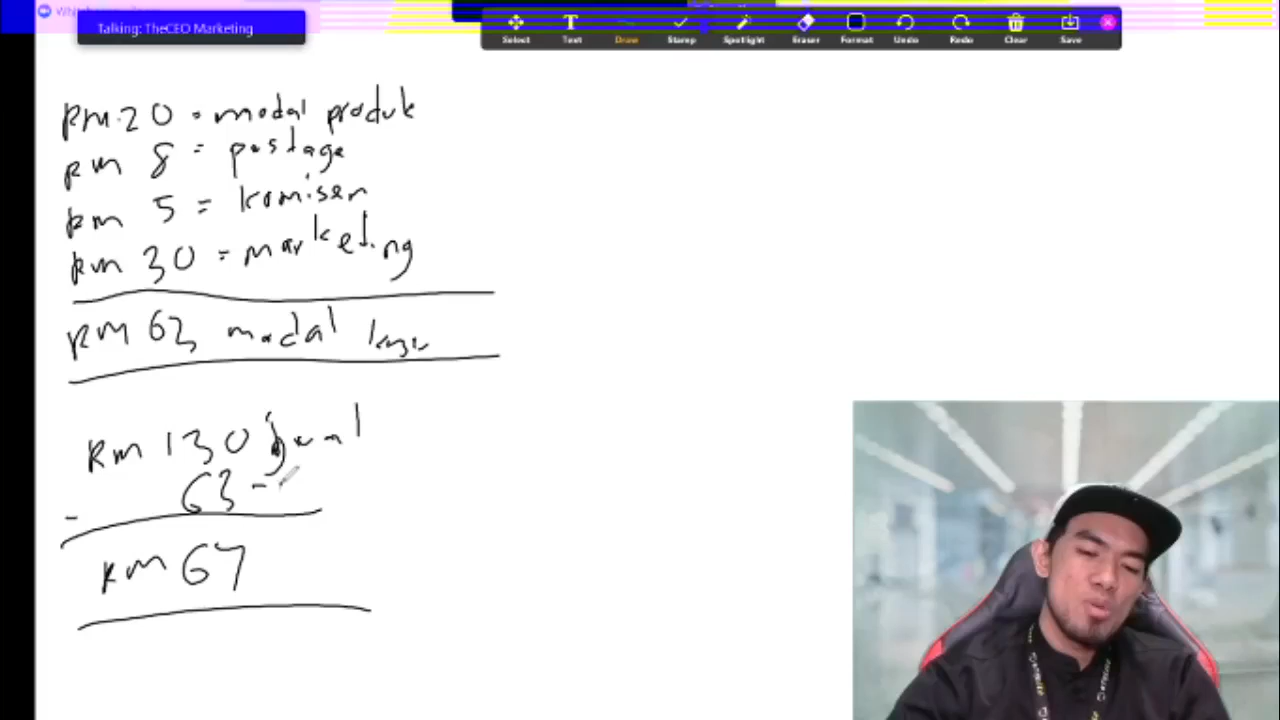 Talking: TheCEO Marketing
Select Text Draw Stamp Spotlight Eraser Format Undo Redo Clear Save
RM 20 = modal produk
RM 8 = postage
RM 5 = komisen
RM 30 = marketing
RM 63 modal
RM 130 jual
- 63 -
RM 67